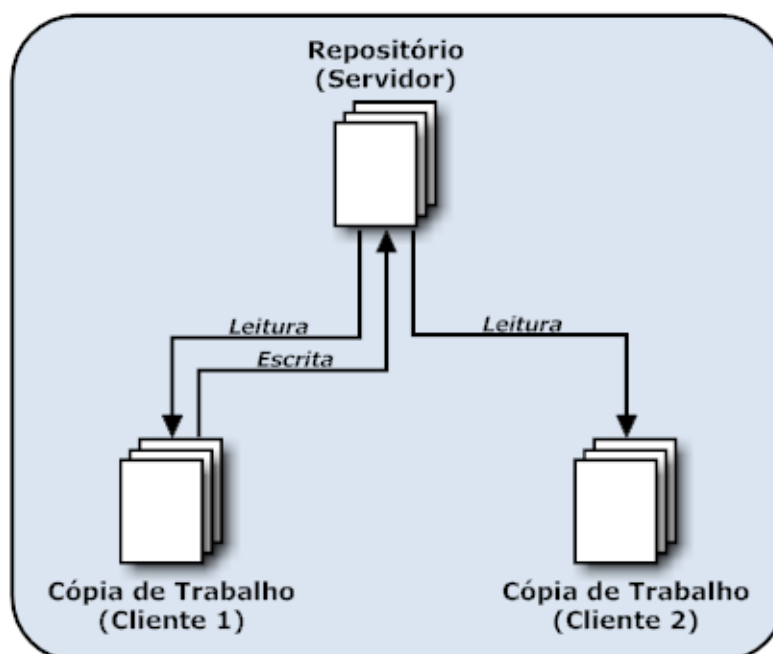 Repositório
(Servidor)
Leitura
Leitura
Escrita
Cópia de Trabalho
(Cliente 1)
Cópia de Trabalho
(Cliente 2)